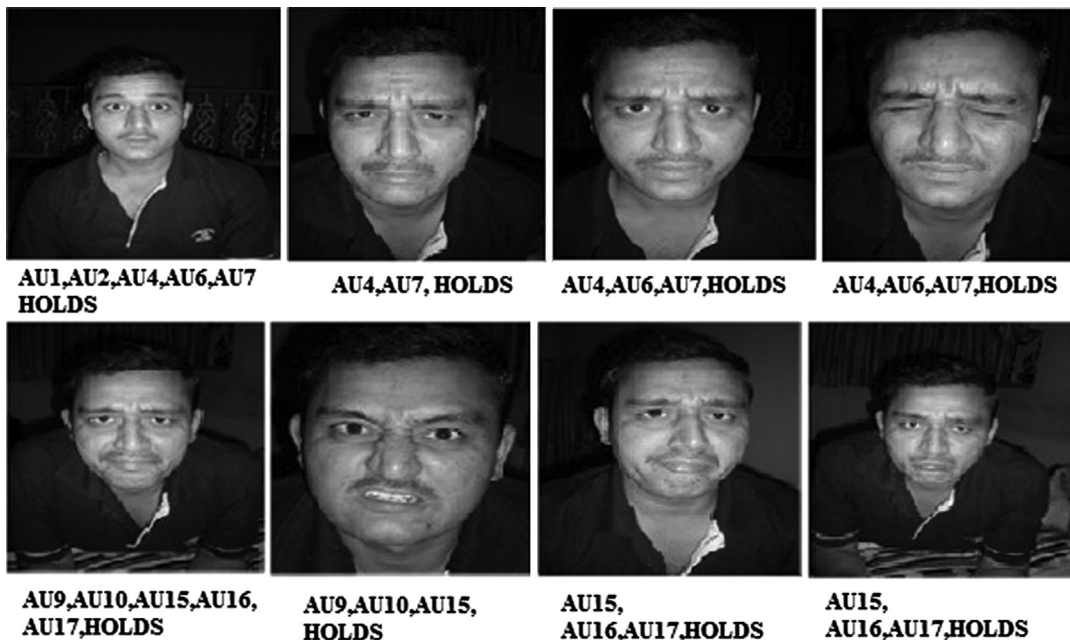 AU1,AU2,AU4,AU6,AU7
HOLDS
AU4,AU7, HOLDS
AU4,AU6,AU7,HOLDS
AU4,AU6,AU7,HOLDS
AU9,AU10,AU15,AU16,
AU17,HOLDS
AU9,AU10,AU15,
HOLDS
AU15,
AU16,AU17,HOLDS
AU15,
AU16,AU17,HOLDS